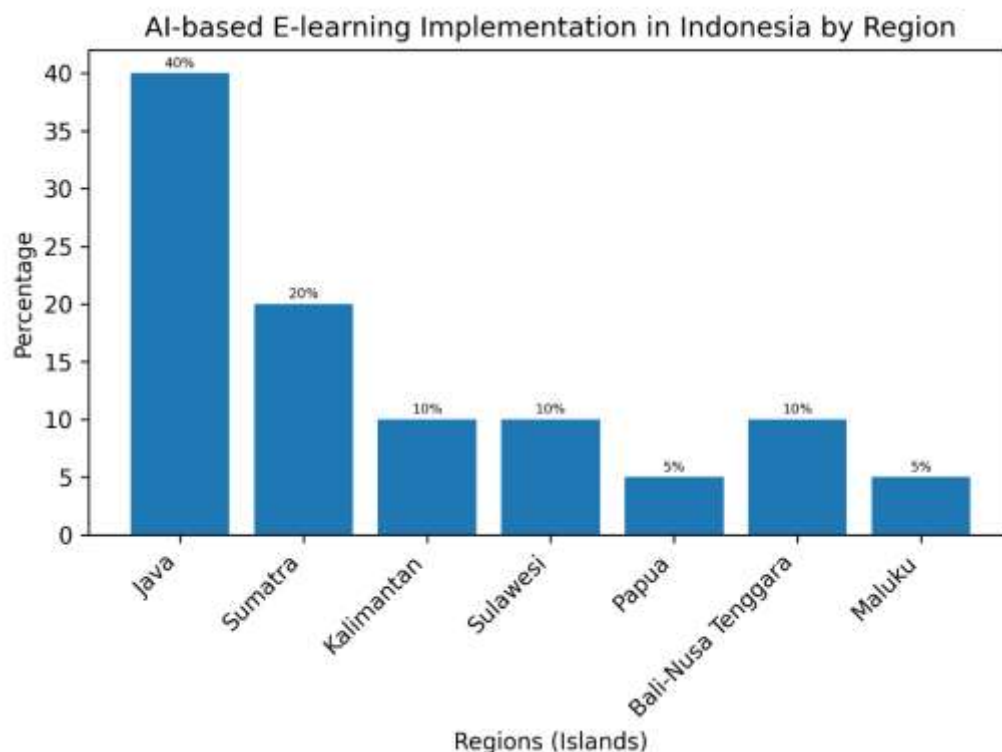 AI-based E-learning Implementation in Indonesia by Region
40%
20%
10%
10%
5%
10%
5%
40
35
30
25
20
15
10
5
0
Percentage
Java
Sumatra
Kalimantan
Sulawesi
Papua
Bali-Nusa Tenggara
Maluku
Regions (Islands)